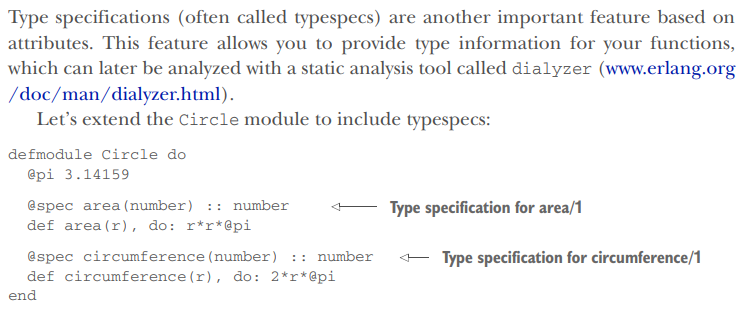 Type specifications (often called typespecs) are another important feature based on
attributes. This feature allows you to provide type information for your functions,
which can later be analyzed with a static analysis tool called dialyzer (www.erlang.org
/doc/man/dialyzer.html).
Let's extend the Circle module to include typespecs:
defmodule Circle do
  @pi 3.14159
  @spec area(number) :: number    Type specification for area/1
  def area(r), do: r*r*@pi
  @spec circumference(number) :: number    Type specification for circumference/1
  def circumference(r), do: 2*r*@pi
end